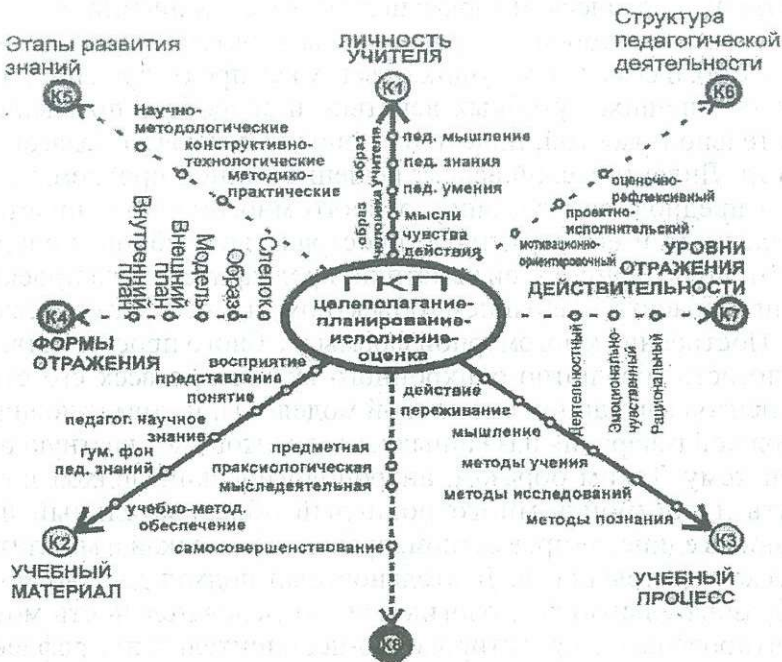 Этапы развития
знаний
К5
Научно-
методологические
конструктивно-
технологические
методико-
практические
ЛИЧНОСТЬ
УЧИТЕЛЯ
К1
образ
образ
человека
учителя
пед. мышление
пед. знания
пед. умения
мысли
чувства
действия
Структура
педагогической
деятельности
К6
оценочно-
рефлексивный
проектно-
исполнительский
мотивационно-
ориентировочный
Внутренний
план
Внешний
план
Модель
Образ
Слепок
К4
ФОРМЫ
ОТРАЖЕНИЯ
ПКП
целеполагание-
планирование-
исполнение-
оценка
УРОВНИ
ОТРАЖЕНИЯ
ДЕЙСТВИТЕЛЬНОСТИ
К7
деятельностный
Эмационально-
чувственный
Рациональный
восприятие
представления
понятие
педагог. научное
знание
гум. фон
пед. знаний
учебно-метод.
обеспечение
К2
УЧЕБНЫЙ
МАТЕРИАЛ
предметная
праксиологическая
мыследеятельная
самосовершенствование
К8
действие
переживание
мышление
методы учения
методы исследований
методы познания
К3
УЧЕБНЫЙ
ПРОЦЕСС